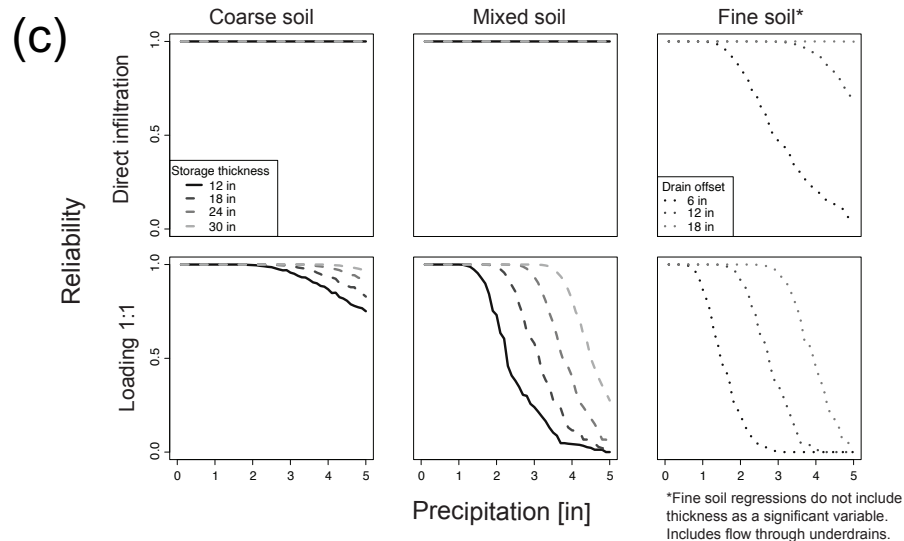 (c)
Coarse soil
Mixed soil
Fine soil*
Reliability
Direct infiltration
1.0
0.5
0.0
Storage thickness
12 in
18 in
24 in
30 in
Drain offset
6 in
12 in
18 in
Loading 1:1
1.0
0.5
0.0
0 1 2 3 4 5
0 1 2 3 4 5
0 1 2 3 4 5
Precipitation [in]
*Fine soil regressions do not include
thickness as a significant variable.
Includes flow through underdrains.